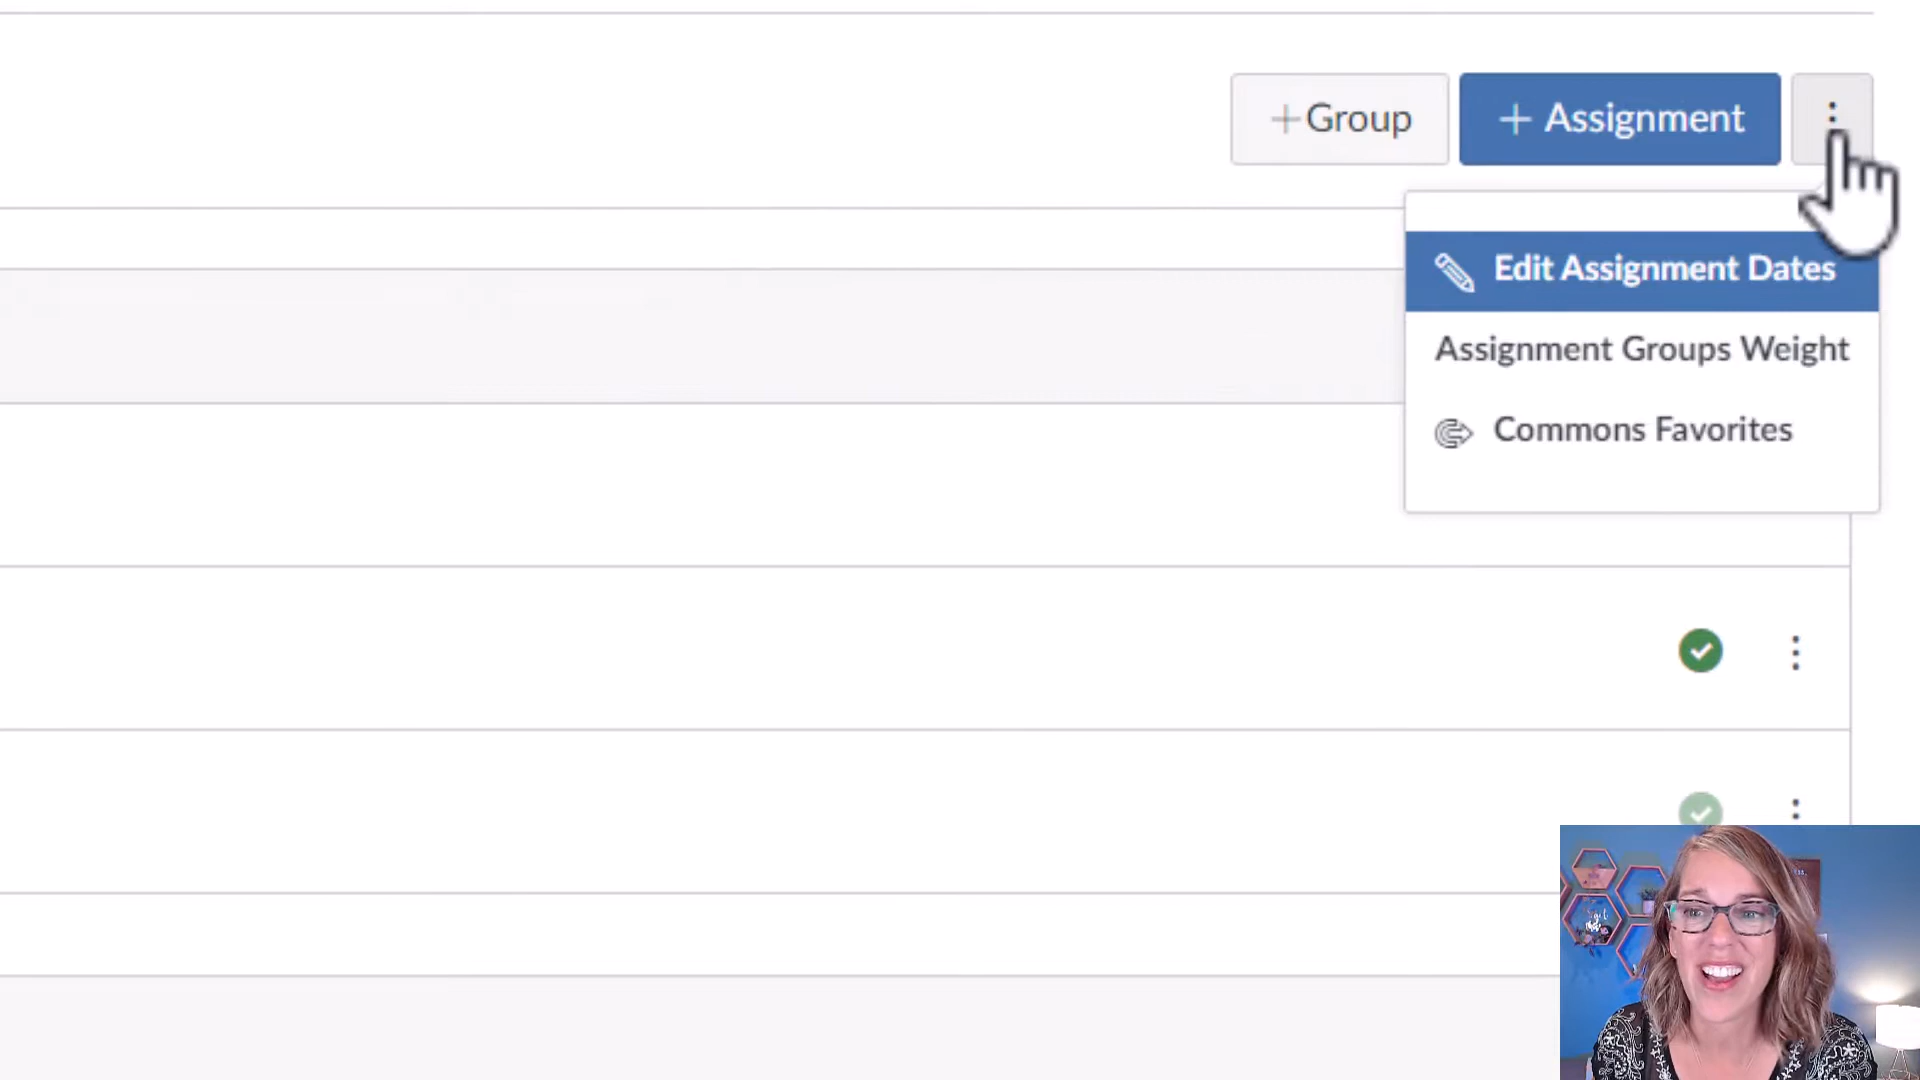 +Group
+ Assignment
Edit Assignment Dates
Assignment Groups Weight
Commons Favorites